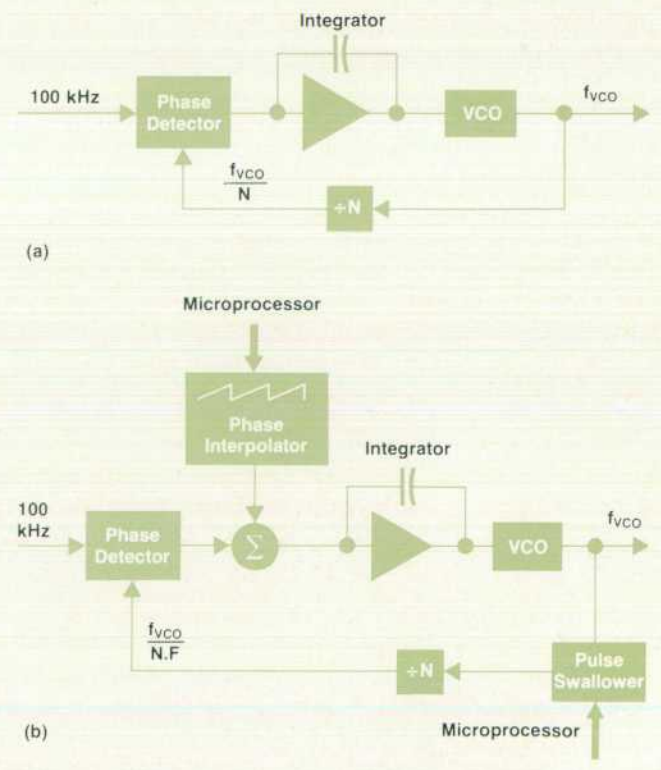 Integrator
100 kHz
Phase
Detector
VCO
fVCO
fVCO
N
÷N
(a)
Microprocessor
Phase
Interpolator
Integrator
100
kHz
Phase
Detector
Σ
VCO
fVCO
fVCO
N.F
÷N
Pulse
Swallower
Microprocessor
(b)